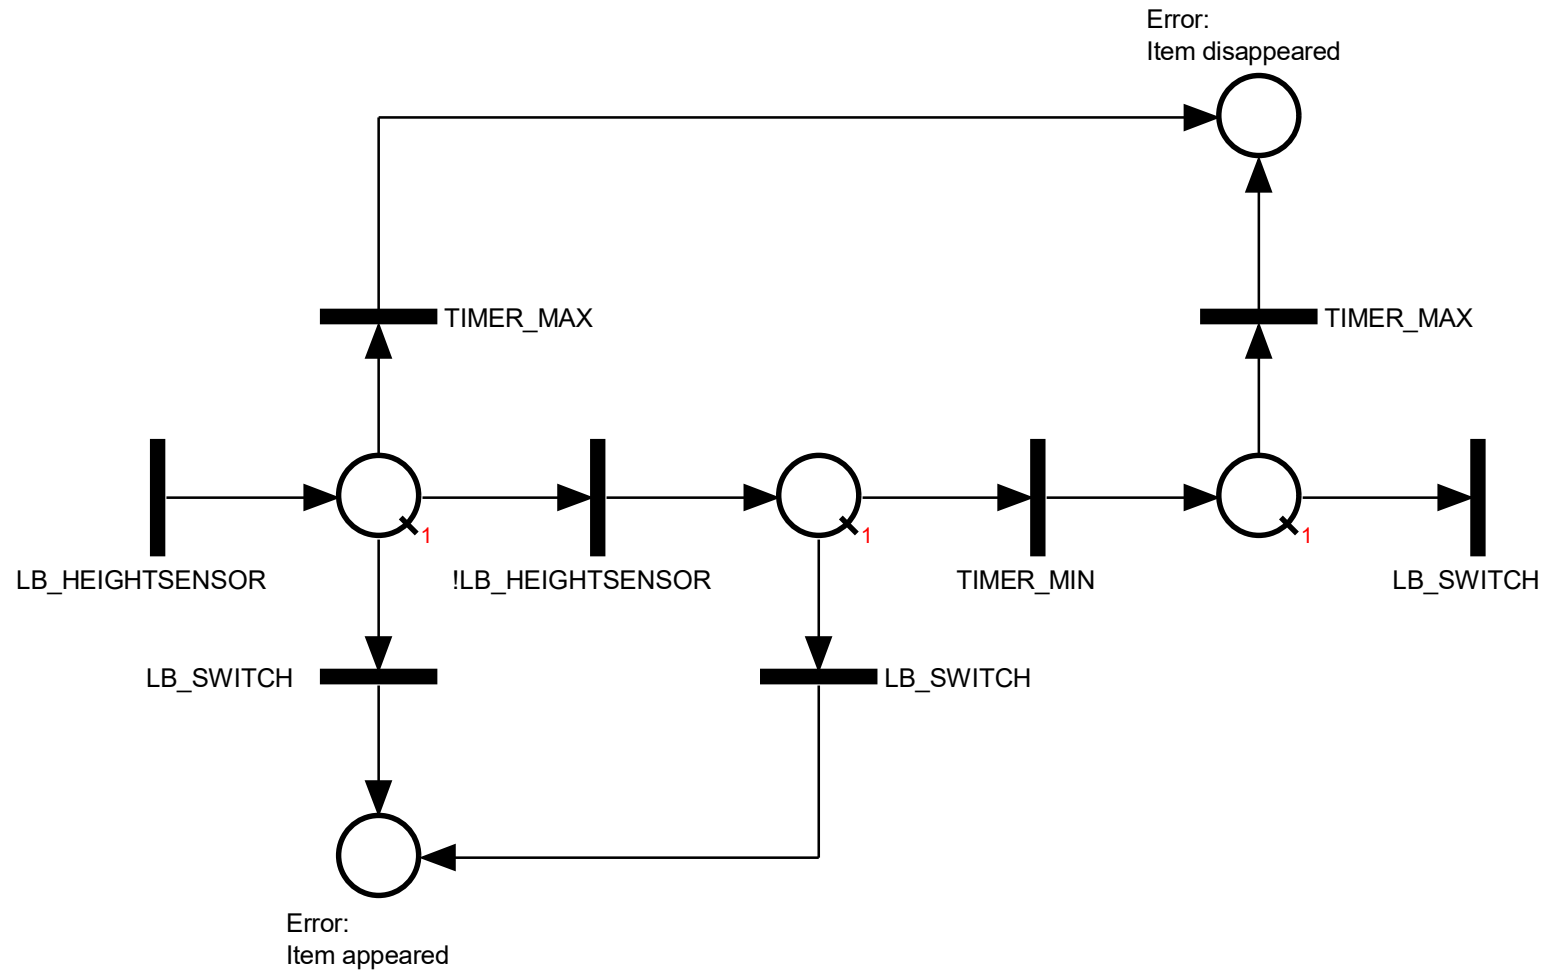 Error:
Item disappeared
TIMER_MAX
TIMER_MAX
1
1
1
LB_HEIGHTSENSOR
!LB_HEIGHTSENSOR
TIMER_MIN
LB_SWITCH
LB_SWITCH
LB_SWITCH
Error:
Item appeared